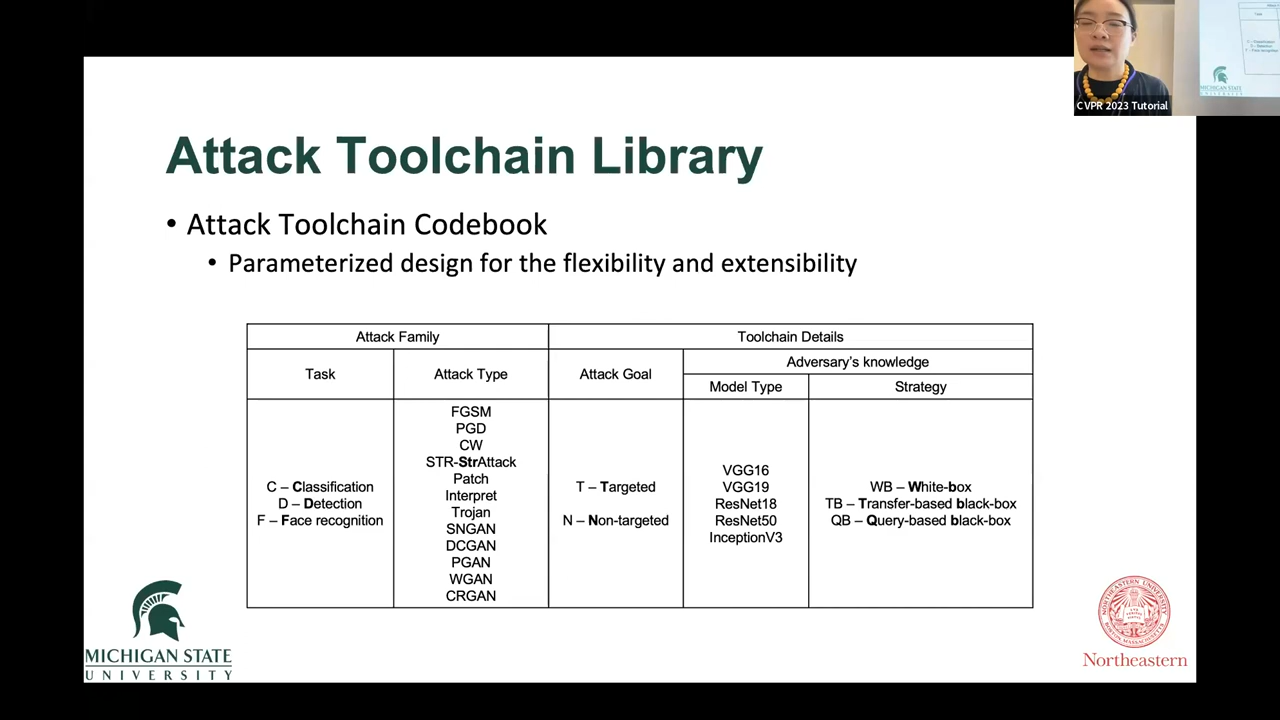 CVPR 2023 Tutorial
Attack Toolchain Library
• Attack Toolchain Codebook
• Parameterized design for the flexibility and extensibility
Attack Family
Toolchain Details
Task
Attack Type
Attack Goal
Adversary's knowledge
Model Type
Strategy
C – Classification
D – Detection
F – Face recognition
FGSM
PGD
CW
STR-StrAttack
Patch
Interpret
Trojan
SNGAN
DCGAN
PGAN
WGAN
CRGAN
T – Targeted
N – Non-targeted
VGG16
VGG19
ResNet18
ResNet50
InceptionV3
WB – White-box
TB – Transfer-based black-box
QB – Query-based black-box
MICHIGAN STATE
UNIVERSITY
Northeastern